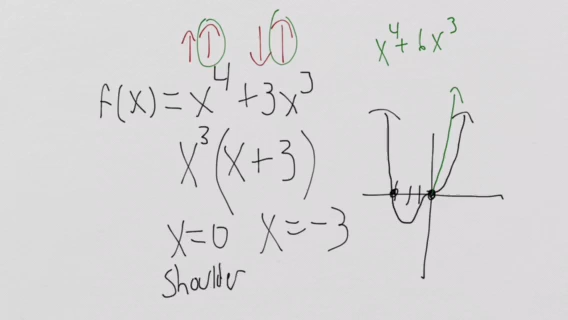 x⁴+6x³
f(x)=x⁴+3x³
x³(x+3)
x=0 x=-3
Shoulder